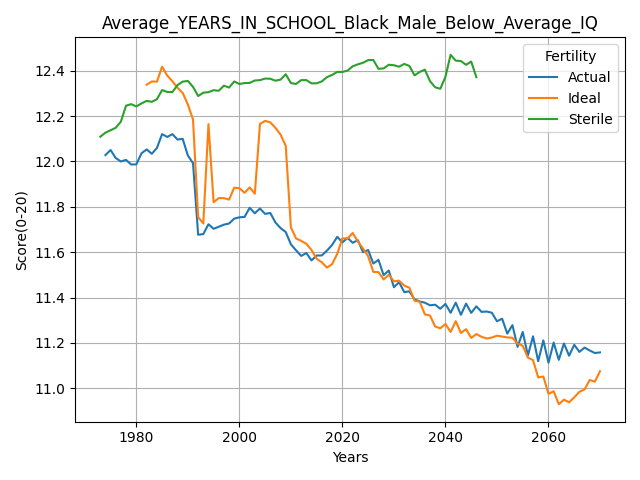 Average_YEARS_IN_SCHOOL_Black_Male_Below_Average_IQ
Fertility
Actual
Ideal
Sterile
Score(0-20)
12.4
12.2
12.0
11.8
11.6
11.4
11.2
11.0
1980 2000 2020 2040 2060
Years